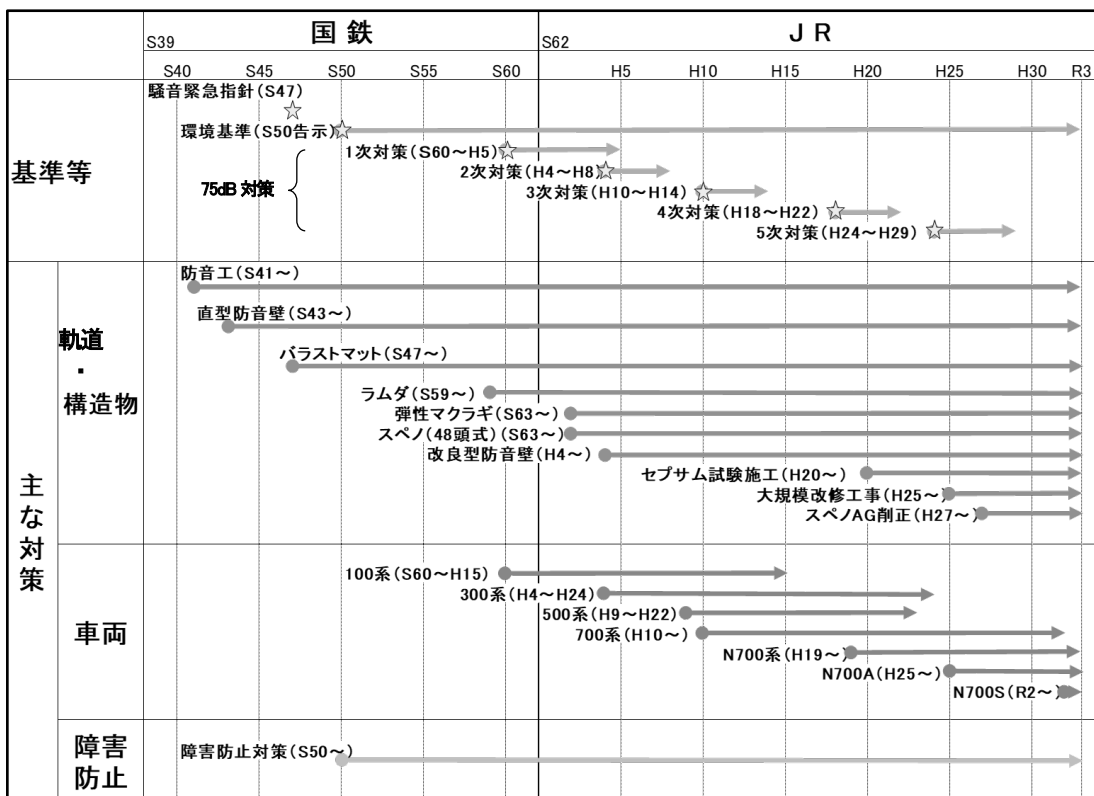 国鉄
JR
S39
S62
S40 S45 S50 S55 S60 H5 H10 H15 H20 H25 H30 R3
基準等
騒音緊急指針(S47)
環境基準(S50告示)
75dB 対策
1次対策(S60～H5)
2次対策(H4～H8)
3次対策(H10～H14)
4次対策(H18～H22)
5次対策(H24～H29)
主な対策
軌道
・
構造物
防音工(S41～)
直型防音壁(S43～)
バラストマット(S47～)
ラムダ(S59～)
弾性マクラギ(S63～)
スペノ(48頭式)(S63～)
改良型防音壁(H4～)
セプサム試験施工(H20～)
大規模改修工事(H25～)
スペノAG削正(H27～)
車両
100系(S60～H15)
300系(H4～H24)
500系(H9～H22)
700系(H10～)
N700系(H19～)
N700A(H25～)
N700S(R2～)
障害
防止
障害防止対策(S50～)